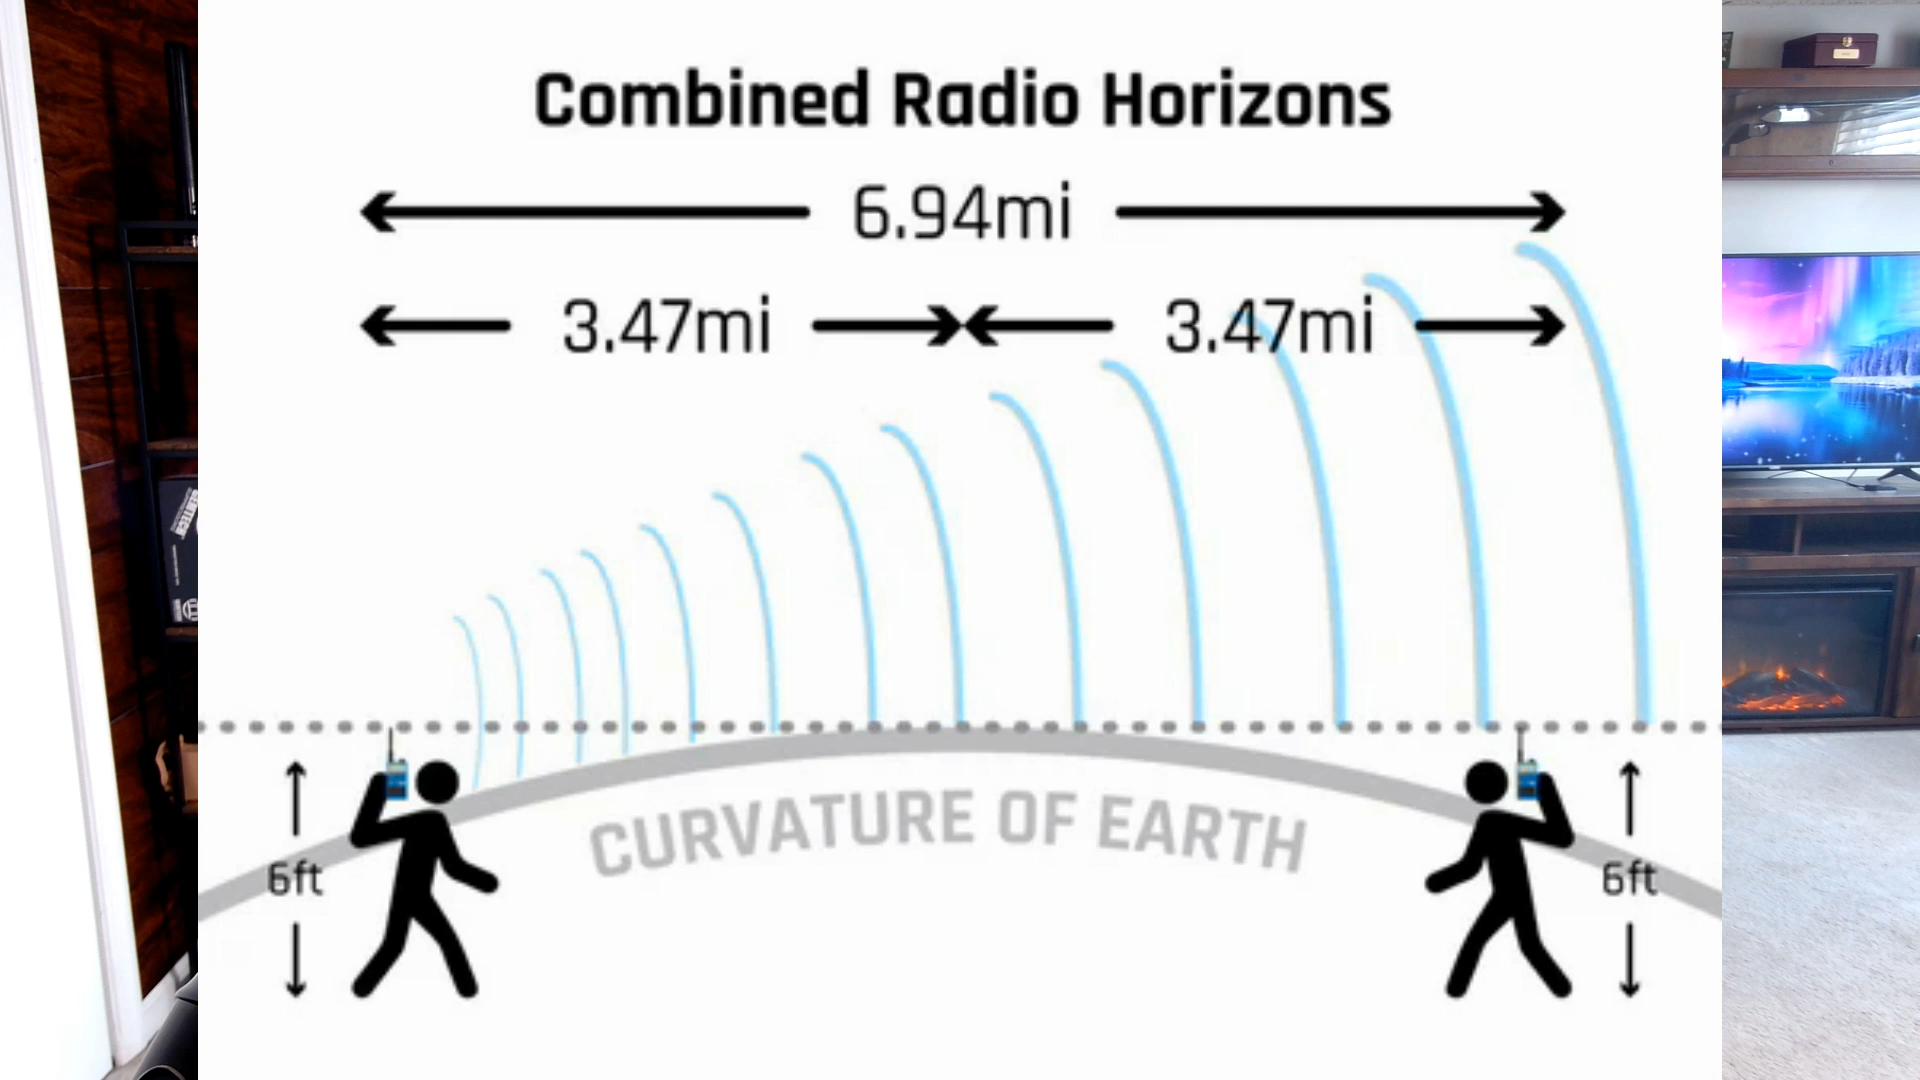 Combined Radio Horizons
6.94mi
3.47mi 3.47mi
6ft 6ft
CURVATURE OF EARTH